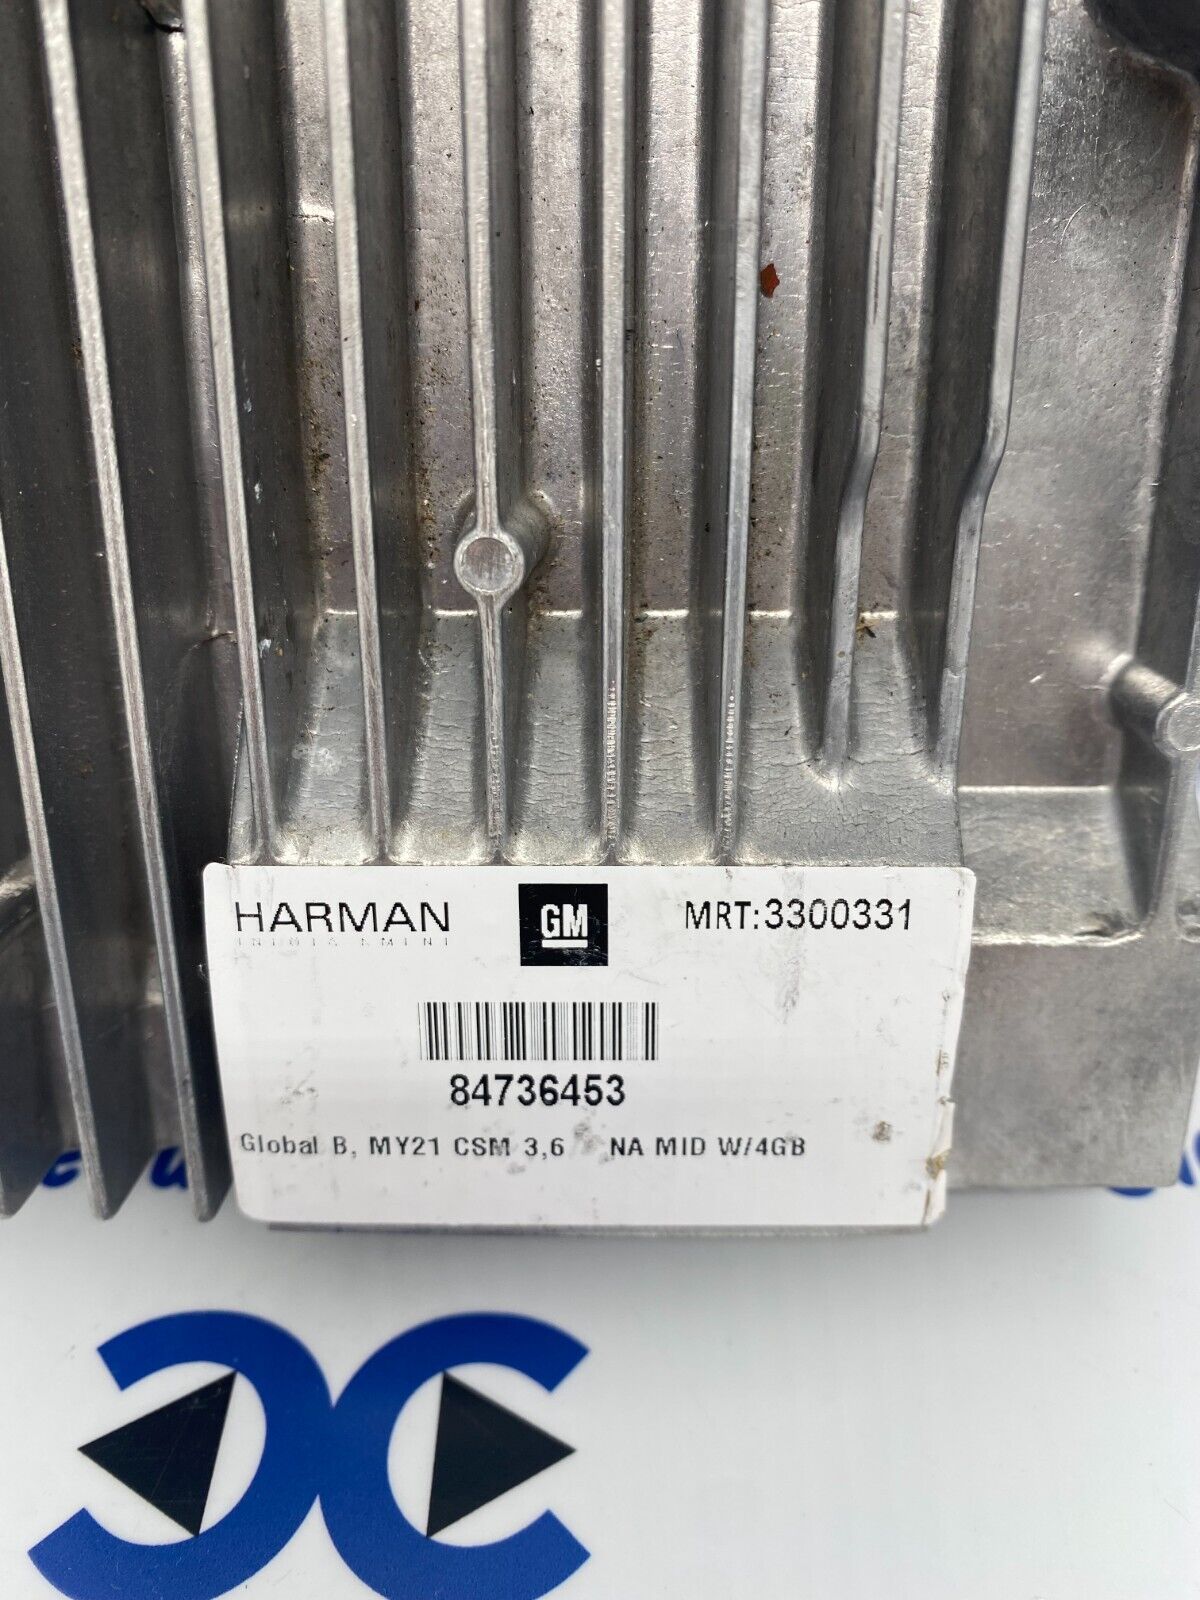 HARMAN
GM
MRT:3300331
84736453
Global B, MY21 CSM 3,6 NA MID W/4GB